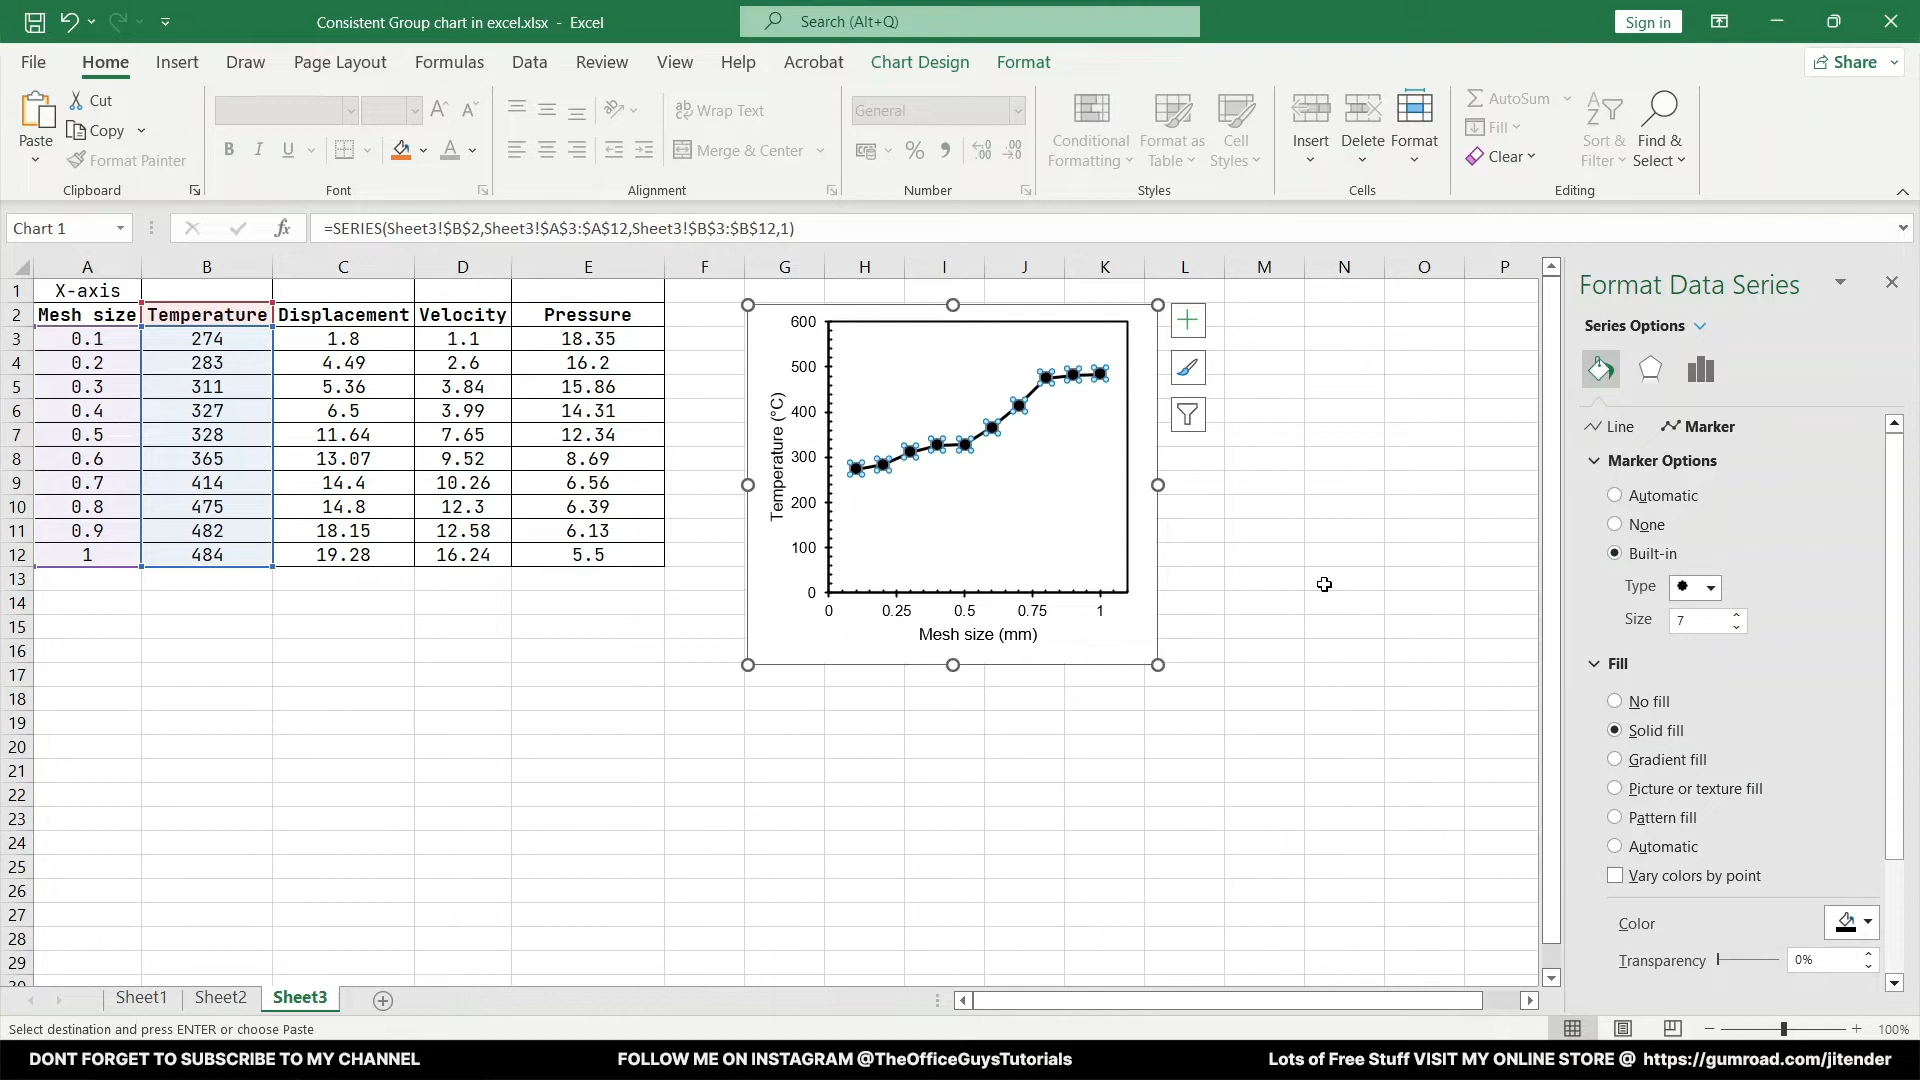 Consistent Group chart in excel.xlsx - Excel
Search (Alt+Q)
Sign in
File Home Insert Draw Page Layout Formulas Data Review View Help Acrobat Chart Design Format
Share
Paste
Cut
Copy
Format Painter
Clipboard
B I U
A
Font
ab Wrap Text
Merge & Center
Alignment
General
%
Number
Conditional Formatting
Format as Table
Cell Styles
Styles
Insert
Delete
Format
Cells
AutoSum
Fill
Clear
Sort & Filter
Find & Select
Editing
Chart 1
fx
=SERIES(Sheet3!$B$2,Sheet3!$A$3:$A$12,Sheet3!$B$3:$B$12,1)
A B C D E F G H I J K L M N O P
1 X-axis
2 Mesh size Temperature Displacement Velocity Pressure
3 0.1 274 1.8 1.1 18.35
4 0.2 283 4.49 2.6 16.2
5 0.3 311 5.36 3.84 15.86
6 0.4 327 6.5 3.99 14.31
7 0.5 328 11.64 7.65 12.34
8 0.6 365 13.07 9.52 8.69
9 0.7 414 14.4 10.26 6.56
10 0.8 475 14.8 12.3 6.39
11 0.9 482 18.15 12.58 6.13
12 1 484 19.28 16.24 5.5
13
14
15
16
17
18
19
20
21
22
23
24
25
26
27
28
29
600
500
400
300
200
100
0
Temperature (°C)
0 0.25 0.5 0.75 1
Mesh size (mm)
Format Data Series
Series Options
Line Marker
Marker Options
Automatic
None
Built-in
Type
Size 7
Fill
No fill
Solid fill
Gradient fill
Picture or texture fill
Pattern fill
Automatic
Vary colors by point
Color
Transparency 0%
Sheet1 Sheet2 Sheet3
Select destination and press ENTER or choose Paste
100%
DONT FORGET TO SUBSCRIBE TO MY CHANNEL
FOLLOW ME ON INSTAGRAM @TheOfficeGuysTutorials
Lots of Free Stuff VISIT MY ONLINE STORE @ https://gumroad.com/jitender